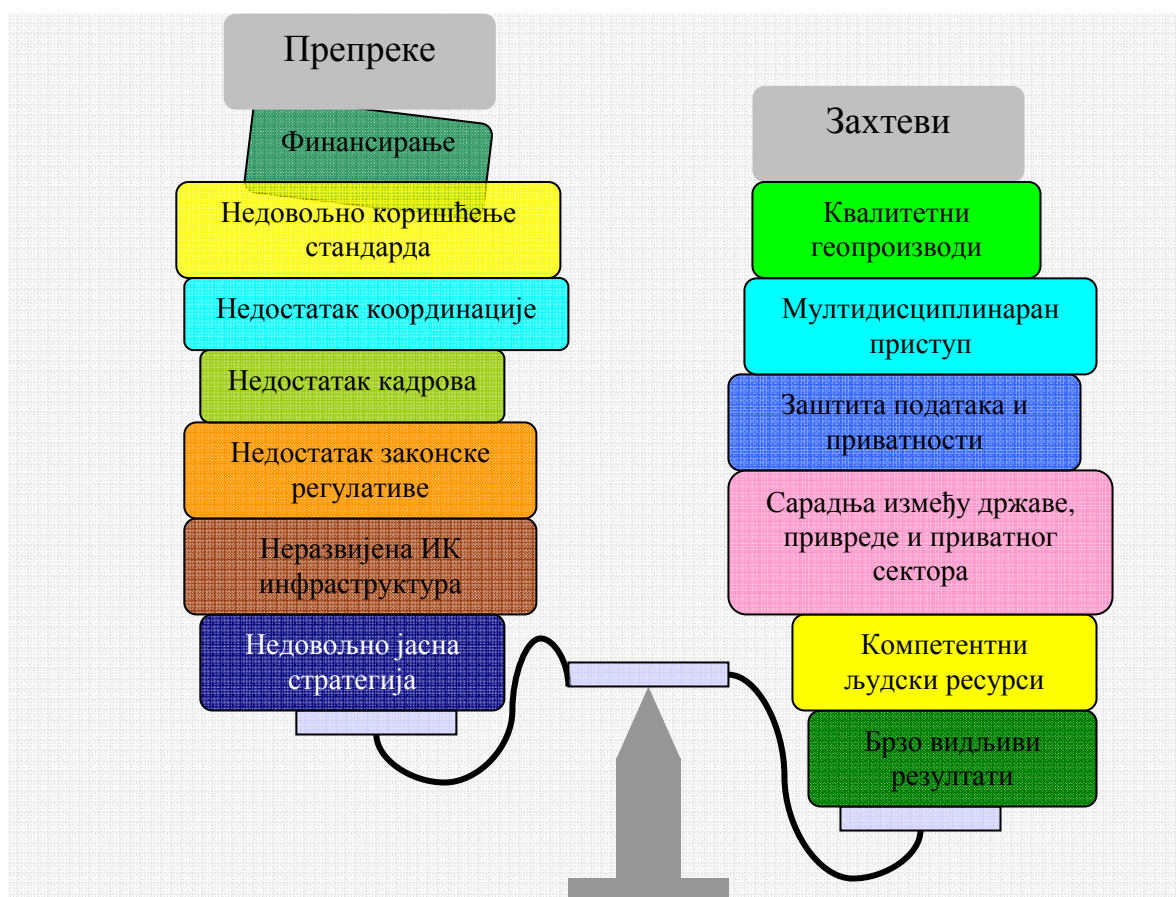 Препреке
Финансирање
Недовољно коришћење
стандарда
Недостатак координације
Недостатак кадрова
Недостатак законске
регулативе
Неразвијена ИК
инфраструктура
Недовољно јасна
стратегија
Захтеви
Квалитетни
геопроизводи
Мултидисциплинаран
приступ
Заштита података и
приватности
Сарадња између државе,
привреде и приватног
сектора
Компетентни
људски ресурси
Брзо видљиви
резултати